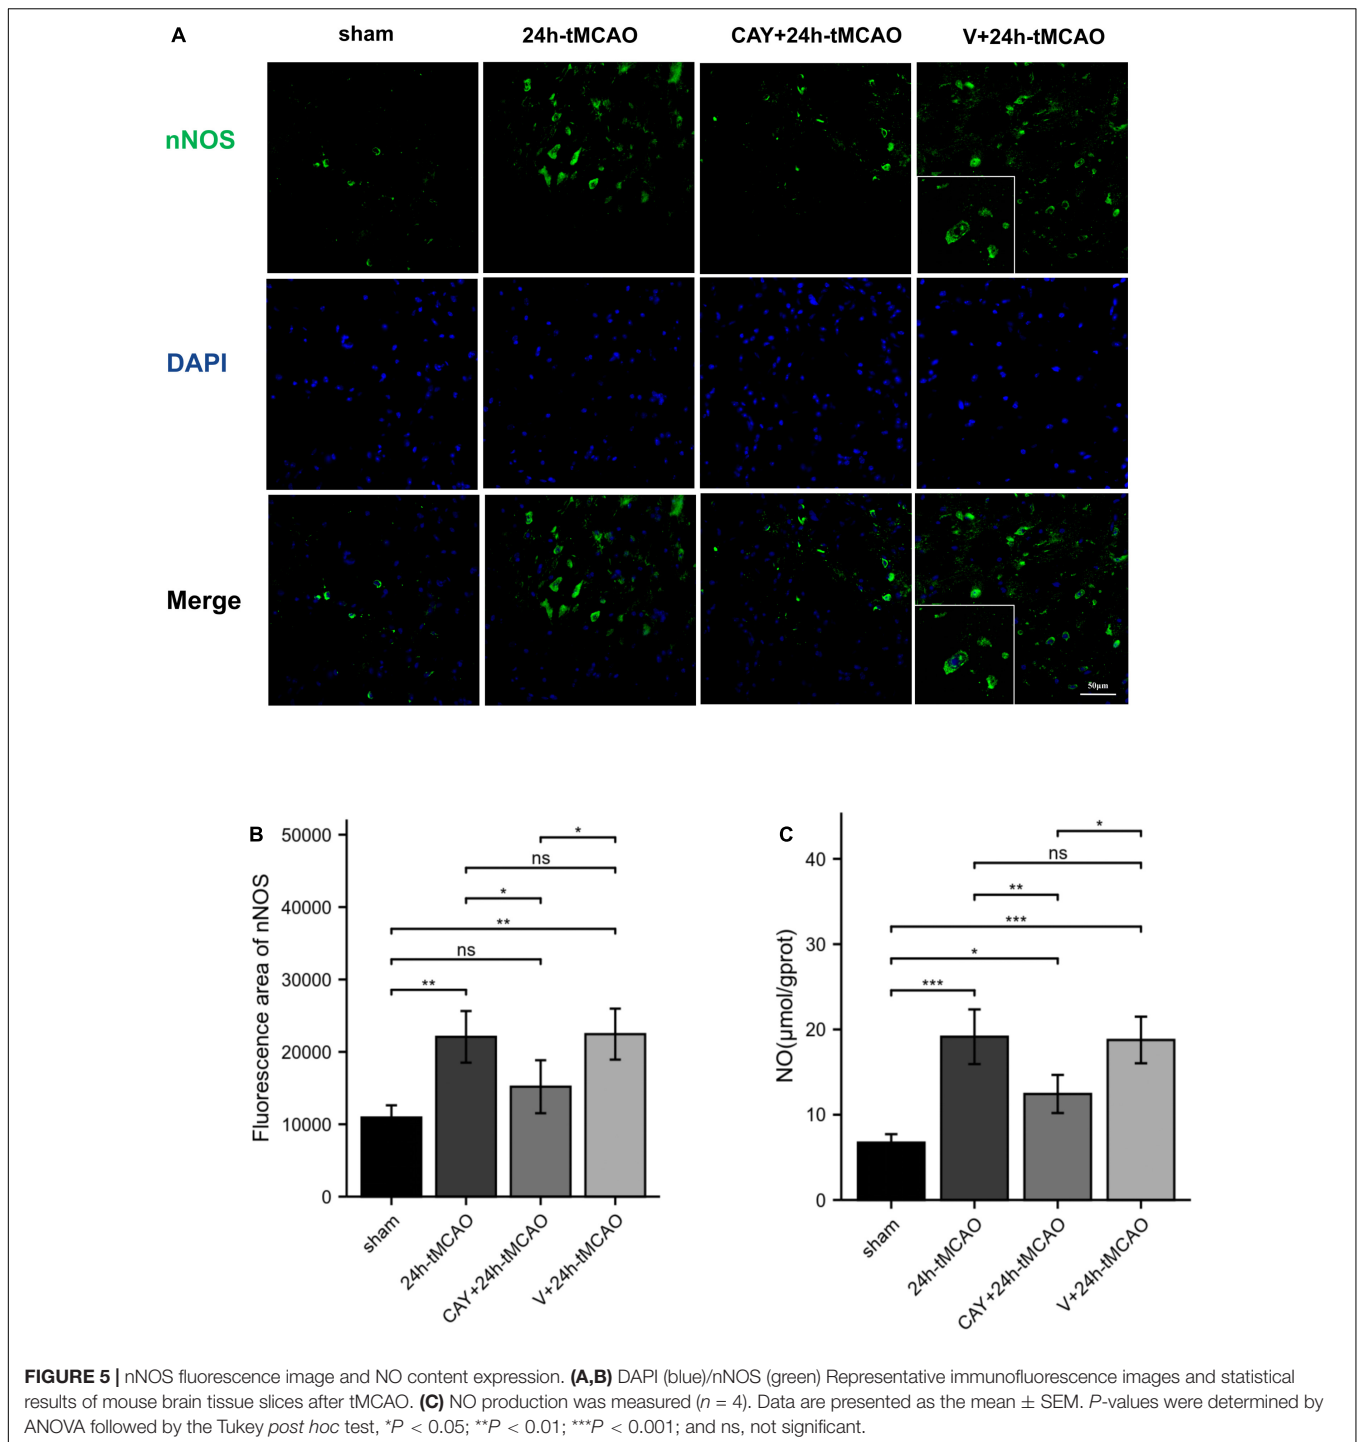 A
sham 24h-tMCAO CAY+24h-tMCAO V+24h-tMCAO
nNOS
DAPI
Merge
50µm
B
Fluorescence area of nNOS
50000
40000
30000
20000
10000
0
*
ns
*
**
ns
**
sham 24h-tMCAO CAY+24h-tMCAO V+24h-tMCAO
C
NO(µmol/gprot)
40
30
20
10
0
*
ns
**
***
*
***
sham 24h-tMCAO CAY+24h-tMCAO V+24h-tMCAO
FIGURE 5 | nNOS fluorescence image and NO content expression. (A,B) DAPI (blue)/nNOS (green) Representative immunofluorescence images and statistical
results of mouse brain tissue slices after tMCAO. (C) NO production was measured (n = 4). Data are presented as the mean ± SEM. P-values were determined by
ANOVA followed by the Tukey post hoc test, *P < 0.05; **P < 0.01; ***P < 0.001; and ns, not significant.